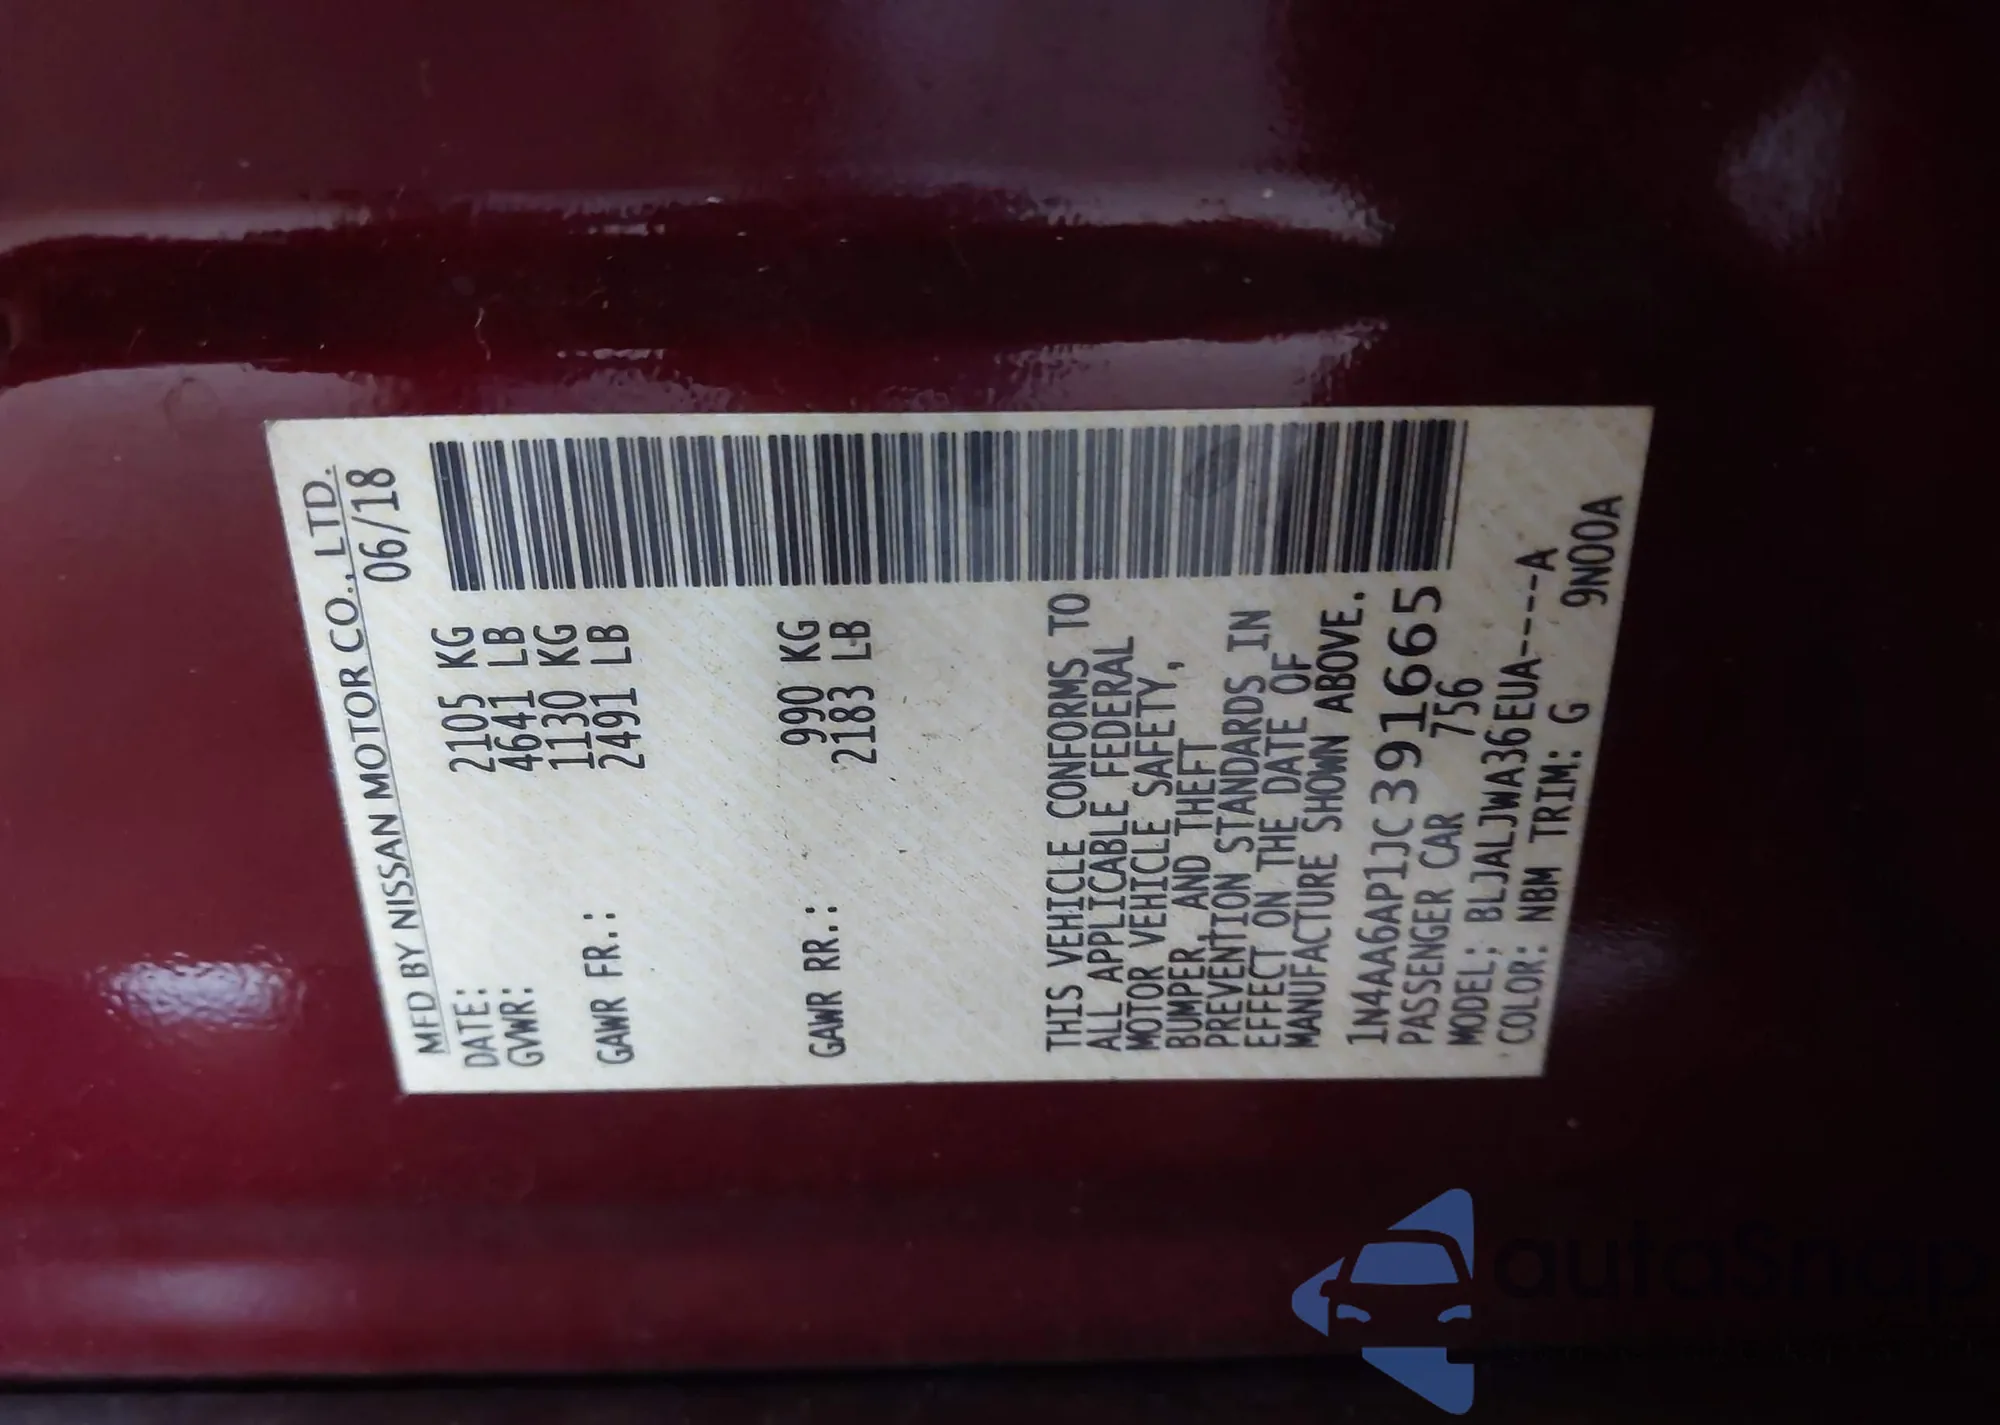 MFD BY NISSAN MOTOR CO., LTD.
DATE: 06/18
GVWR: 2105 KG
4641 LB
GAWR FR.: 1130 KG
2491 LB
GAWR RR.: 990 KG
2183 LB
THIS VEHICLE CONFORMS TO
ALL APPLICABLE FEDERAL
MOTOR VEHICLE SAFETY,
BUMPER, AND THEFT
PREVENTION STANDARDS IN
EFFECT ON THE DATE OF
MANUFACTURE SHOWN ABOVE.
1N4AA6AP1JC391665
PASSENGER CAR 756
MODEL: BLJALJWA36EUA----A
COLOR: NBM TRIM: G 9N00A
autoSnap